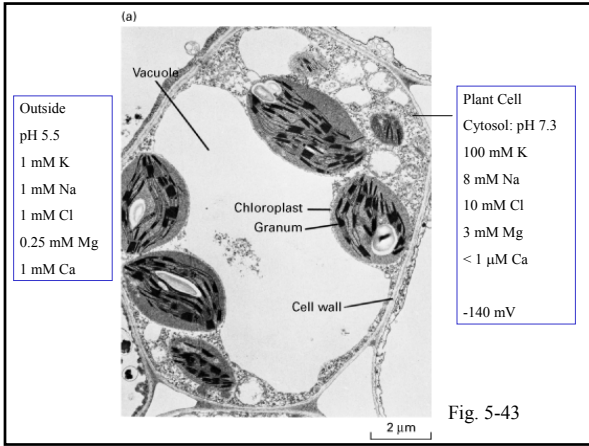 (a)
Vacuole
Outside
pH 5.5
1 mM K
1 mM Na
1 mM Cl
0.25 mM Mg
1 mM Ca
Chloroplast
Granum
Cell wall
Plant Cell
Cytosol: pH 7.3
100 mM K
8 mM Na
10 mM Cl
3 mM Mg
< 1 μM Ca
-140 mV
Fig. 5-43
2 μm